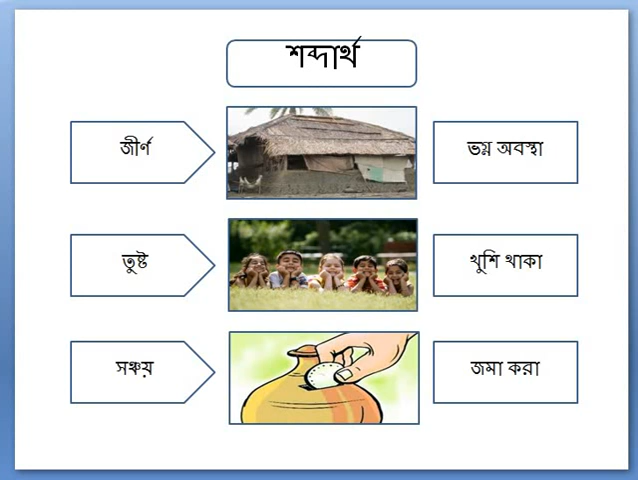 শব্দার্থ
জীর্ণ
ভগ্ন অবস্থা
তুষ্ট
খুশি থাকা
সঞ্চয়
জমা করা